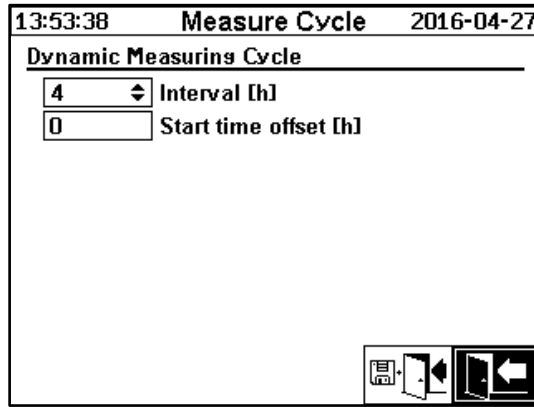 13:53:38 Measure Cycle 2016-04-27
Dynamic Measuring Cycle
4 Interval [h]
0 Start time offset [h]